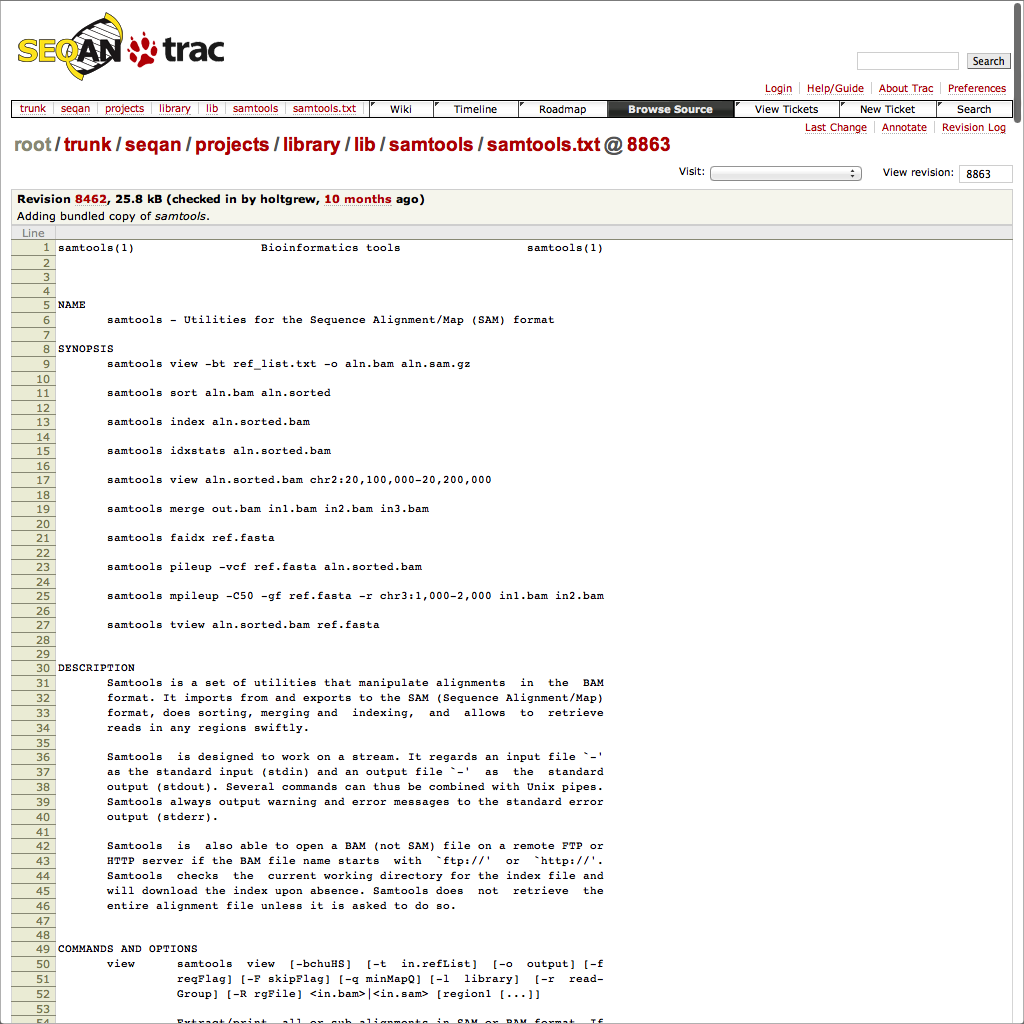 SEQAN trac
Search
Login Help/Guide About Trac Preferences
trunk seqan projects library lib samtools samtools.txt Wiki Timeline Roadmap Browse Source View Tickets New Ticket Search
Last Change Annotate Revision Log
root / trunk / seqan / projects / library / lib / samtools / samtools.txt @ 8863
Visit: View revision: 8863
Revision 8462, 25.8 kB (checked in by holtgrew, 10 months ago)
Adding bundled copy of samtools.
Line
1 samtools(1) Bioinformatics tools samtools(1)
2
3
4
5 NAME
6 samtools - Utilities for the Sequence Alignment/Map (SAM) format
7
8 SYNOPSIS
9 samtools view -bt ref_list.txt -o aln.bam aln.sam.gz
10
11 samtools sort aln.bam aln.sorted
12
13 samtools index aln.sorted.bam
14
15 samtools idxstats aln.sorted.bam
16
17 samtools view aln.sorted.bam chr2:20,100,000-20,200,000
18
19 samtools merge out.bam in1.bam in2.bam in3.bam
20
21 samtools faidx ref.fasta
22
23 samtools pileup -vcf ref.fasta aln.sorted.bam
24
25 samtools mpileup -C50 -gf ref.fasta -r chr3:1,000-2,000 in1.bam in2.bam
26
27 samtools tview aln.sorted.bam ref.fasta
28
29
30 DESCRIPTION
31 Samtools is a set of utilities that manipulate alignments in the BAM
32 format. It imports from and exports to the SAM (Sequence Alignment/Map)
33 format, does sorting, merging and indexing, and allows to retrieve
34 reads in any regions swiftly.
35
36 Samtools is designed to work on a stream. It regards an input file `-'
37 as the standard input (stdin) and an output file `-' as the standard
38 output (stdout). Several commands can thus be combined with Unix pipes.
39 Samtools always output warning and error messages to the standard error
40 output (stderr).
41
42 Samtools is also able to open a BAM (not SAM) file on a remote FTP or
43 HTTP server if the BAM file name starts with `ftp://' or `http://'.
44 Samtools checks the current working directory for the index file and
45 will download the index upon absence. Samtools does not retrieve the
46 entire alignment file unless it is asked to do so.
47
48
49 COMMANDS AND OPTIONS
50 view samtools view [-bchuHS] [-t in.refList] [-o output] [-f
51 reqFlag] [-F skipFlag] [-q minMapQ] [-l library] [-r read-
52 Group] [-R rgFile] <in.bam>|<in.sam> [region1 [...]]
53
54 Extract/print all or sub alignments in SAM or BAM format. If